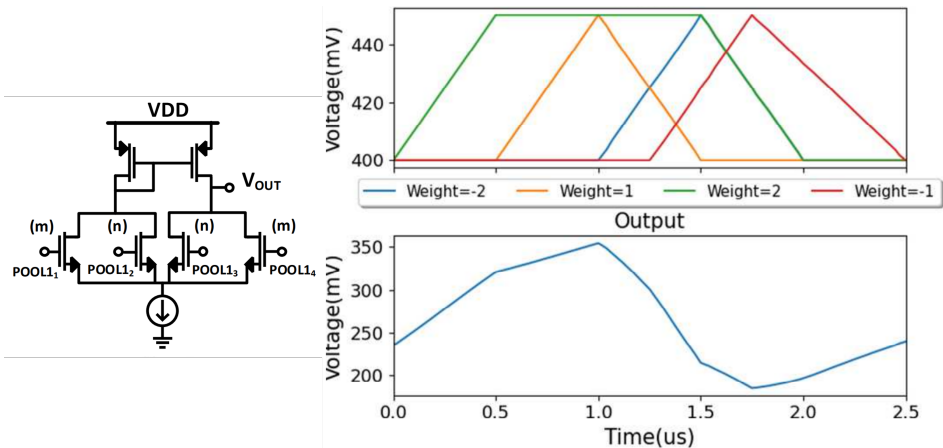 VDD
V_OUT
(m)
(n)
(n)
(m)
POOL1₁
POOL1₂
POOL1₃
POOL1₄
Voltage(mV)
440
420
400
Weight=-2
Weight=1
Weight=2
Weight=-1
Output
Voltage(mV)
350
300
250
200
0.0
0.5
1.0
1.5
2.0
2.5
Time(us)